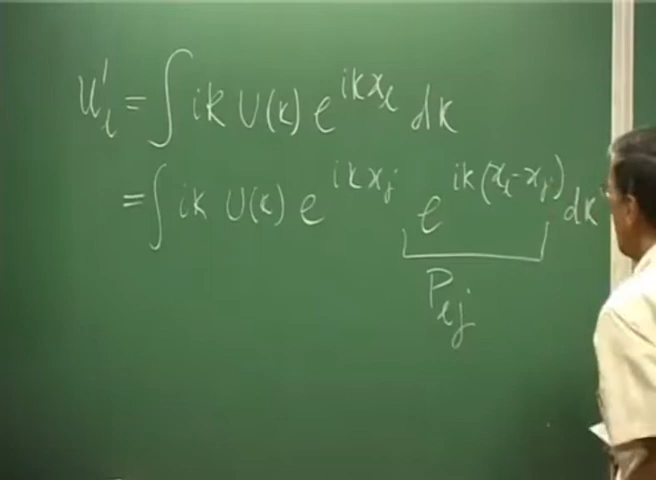 u'_l = ∫ ik U(k) e^{ikx_l} dk
= ∫ ik U(k) e^{ikx_j} e^{ik(x_l - x_j)} dk
P_{lj}